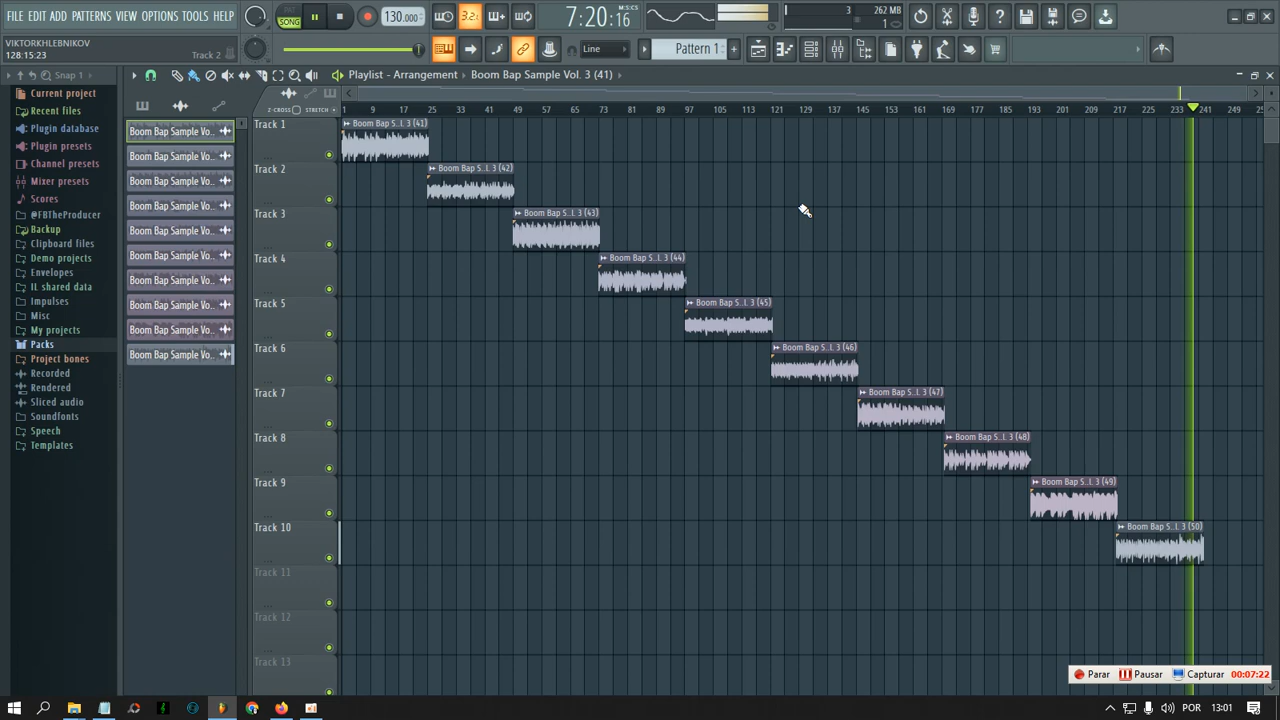 FILE EDIT ADD PATTERNS VIEW OPTIONS TOOLS HELP
PAT
SONG
130.000
3.2
7:20:16
M:S:CS
3
262 MB
1
VIKTORKHLEBNIKOV
128:15:23
Track 2
Line
Pattern 1
Snap 1
Playlist - Arrangement
Boom Bap Sample Vol. 3 (41)
2-CROSS
STRETCH
1 9 17 25 33 41 49 57 65 73 81 89 97 105 113 121 129 137 145 153 161 169 177 185 193 201 209 217 225 233 241 249
Current project
Recent files
Plugin database
Plugin presets
Channel presets
Mixer presets
Scores
@FBTheProducer
Backup
Clipboard files
Demo projects
Envelopes
IL shared data
Impulses
Misc
My projects
Packs
Project bones
Recorded
Rendered
Sliced audio
Soundfonts
Speech
Templates
Boom Bap Sample Vo..
Boom Bap Sample Vo..
Boom Bap Sample Vo..
Boom Bap Sample Vo..
Boom Bap Sample Vo..
Boom Bap Sample Vo..
Boom Bap Sample Vo..
Boom Bap Sample Vo..
Boom Bap Sample Vo..
Boom Bap Sample Vo..
Track 1
Boom Bap S..l. 3 (41)
Track 2
Boom Bap S..l. 3 (42)
Track 3
Boom Bap S..l. 3 (43)
Track 4
Boom Bap S..l. 3 (44)
Track 5
Boom Bap S..l. 3 (45)
Track 6
Boom Bap S..l. 3 (46)
Track 7
Boom Bap S..l. 3 (47)
Track 8
Boom Bap S..l. 3 (48)
Track 9
Boom Bap S..l. 3 (49)
Track 10
Boom Bap S..l. 3 (50)
Track 11
Track 12
Track 13
Parar Pausar Capturar 00:07:22
POR 13:01